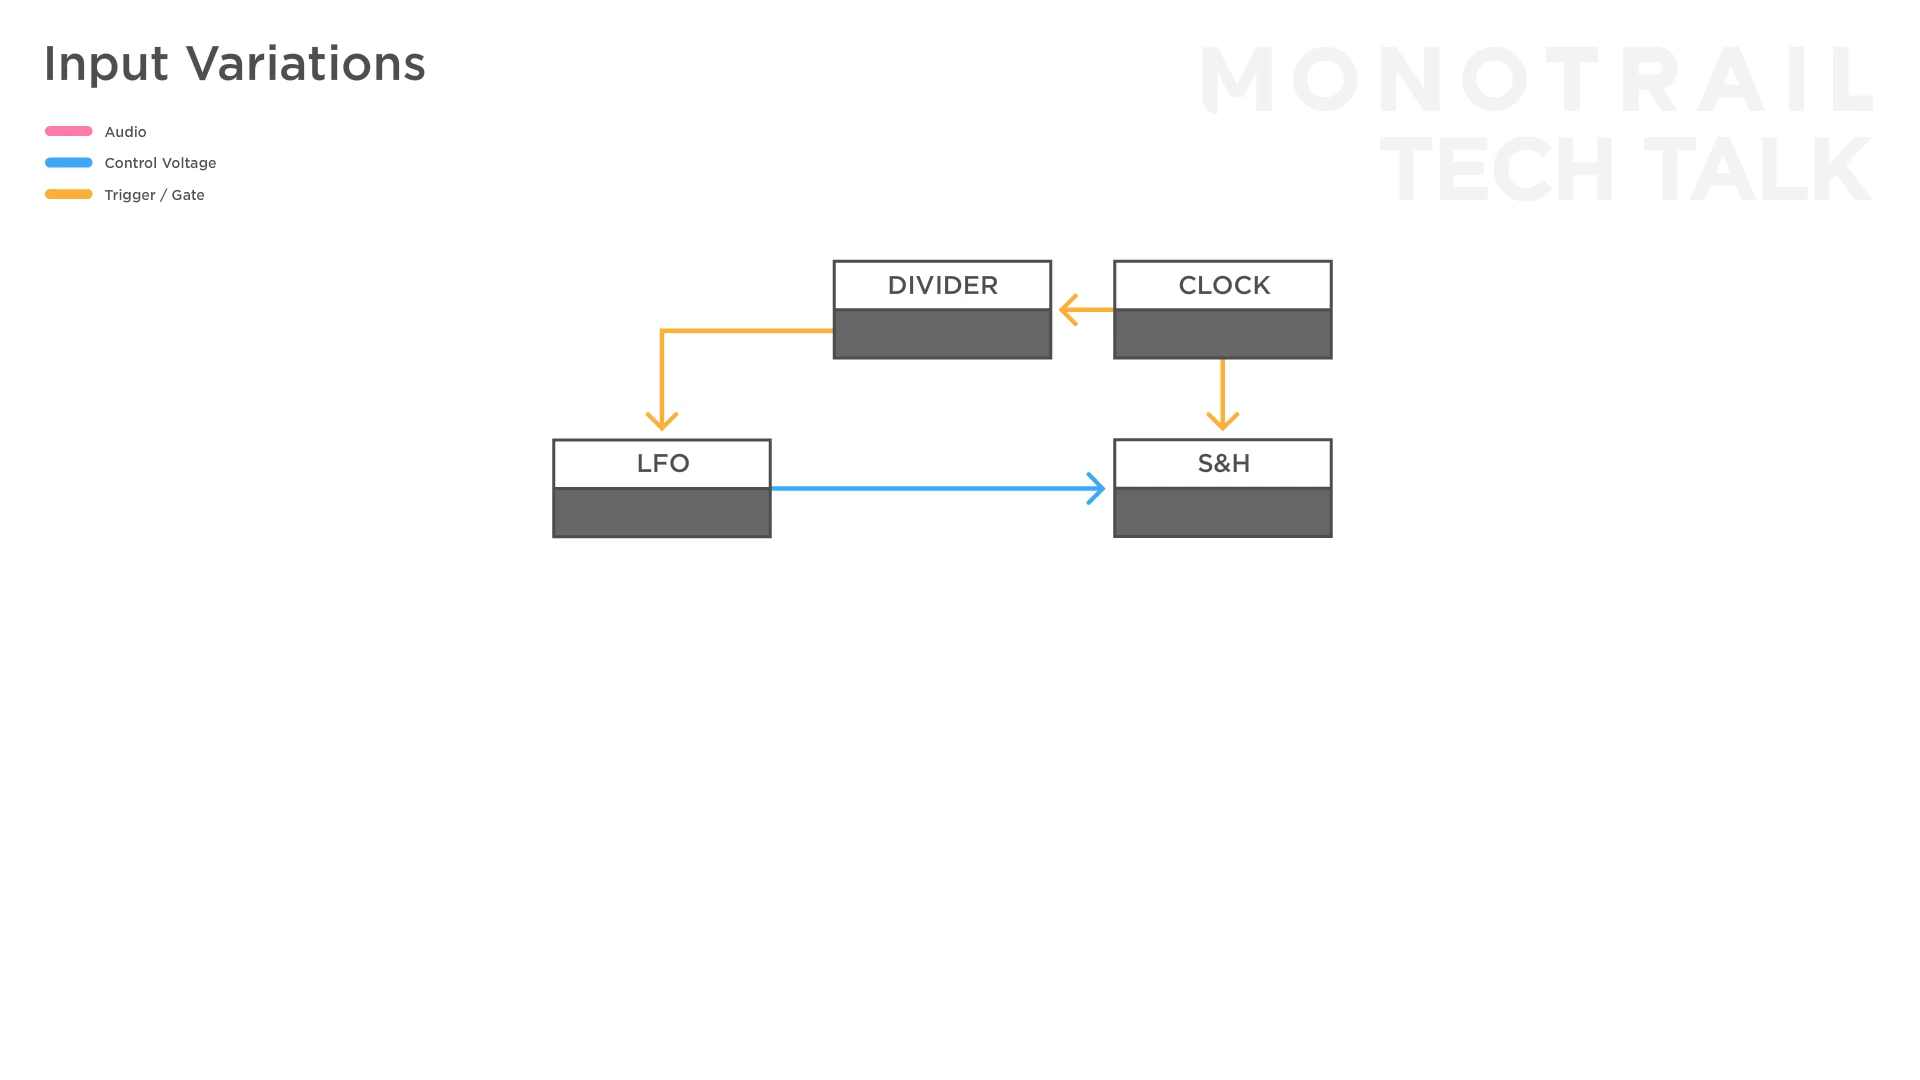 Input Variations
MONOTRAIL
TECH TALK
Audio
Control Voltage
Trigger / Gate
DIVIDER
CLOCK
LFO
S&H